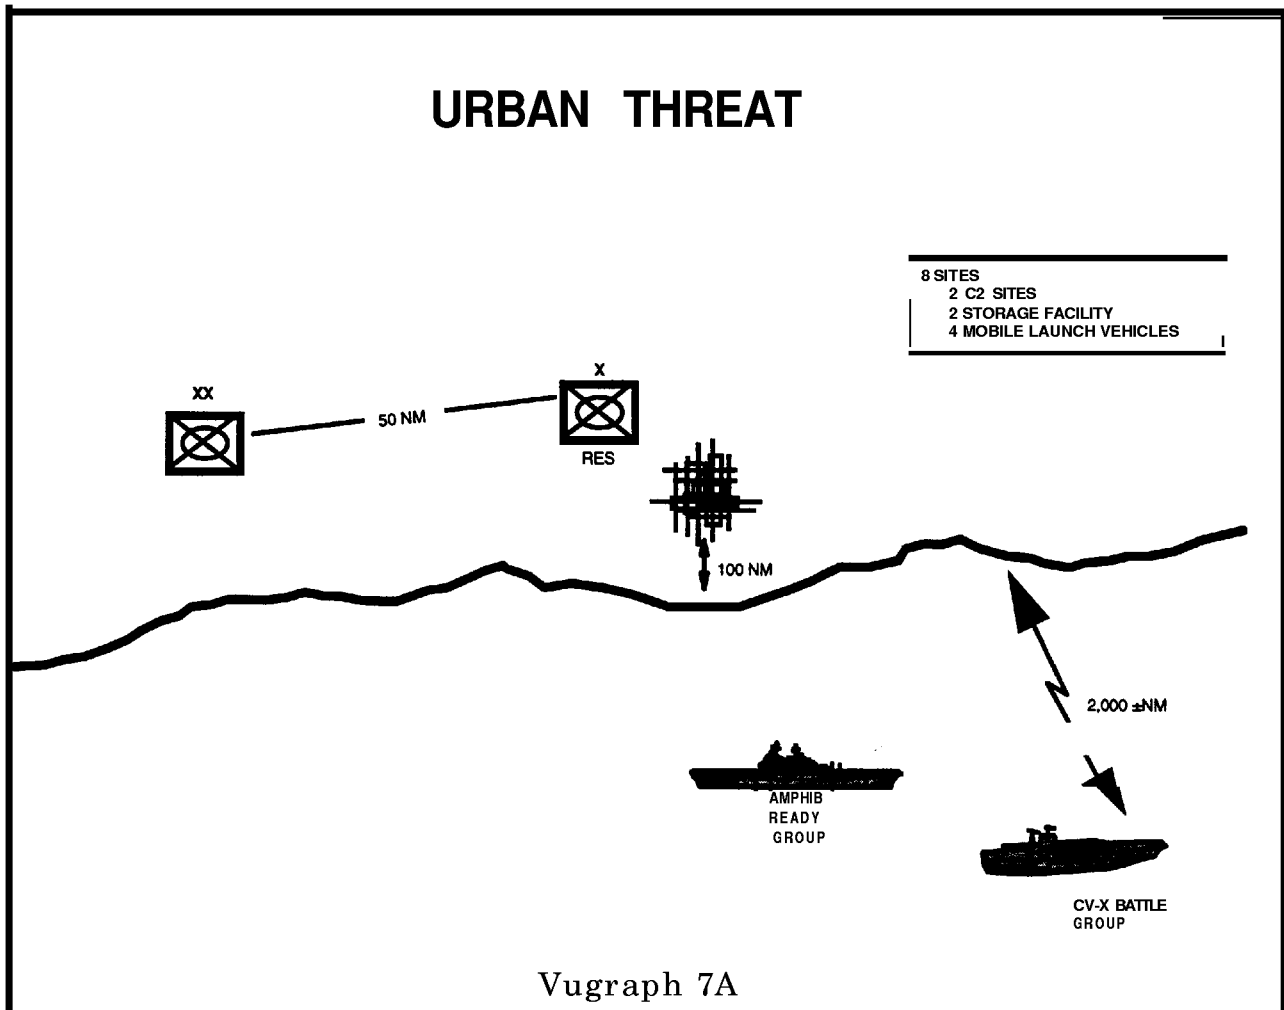 URBAN THREAT
8 SITES
2 C2 SITES
2 STORAGE FACILITY
4 MOBILE LAUNCH VEHICLES
XX
X
50 NM
RES
100 NM
2,000 ±NM
AMPHIB
READY
GROUP
CV-X BATTLE
GROUP
Vugraph 7A